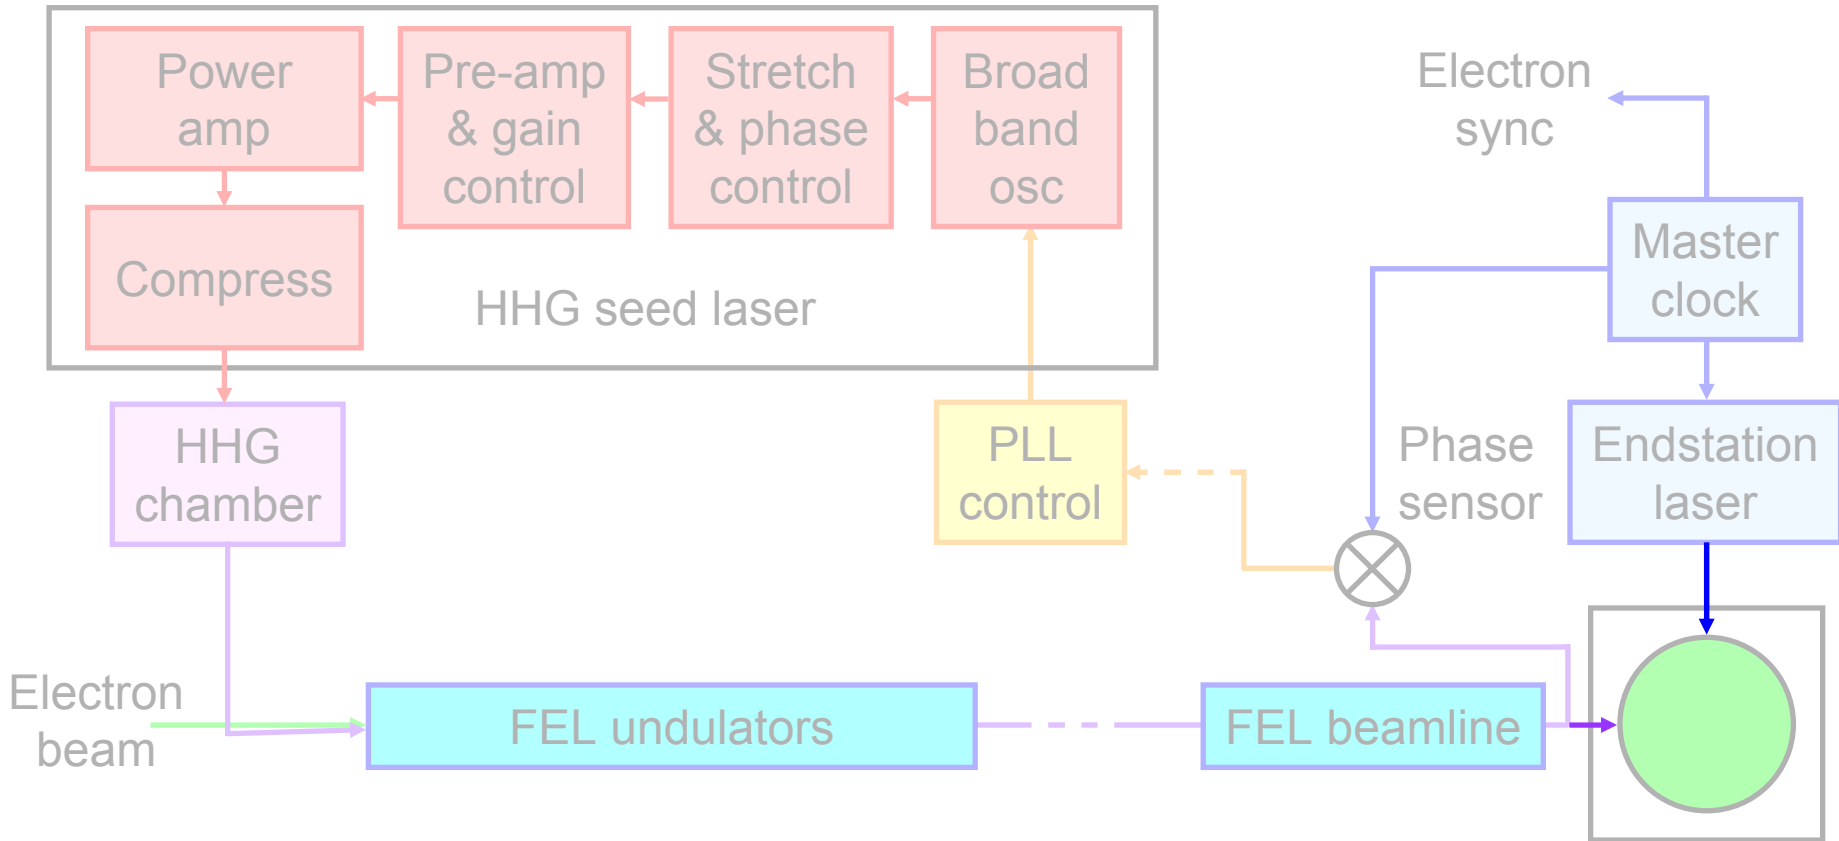 Power
amp
Pre-amp
& gain
control
Stretch
& phase
control
Broad
band
osc
Electron
sync
Master
clock
Compress
HHG seed laser
HHG
chamber
PLL
control
Phase
sensor
Endstation
laser
Electron
beam
FEL undulators
FEL beamline